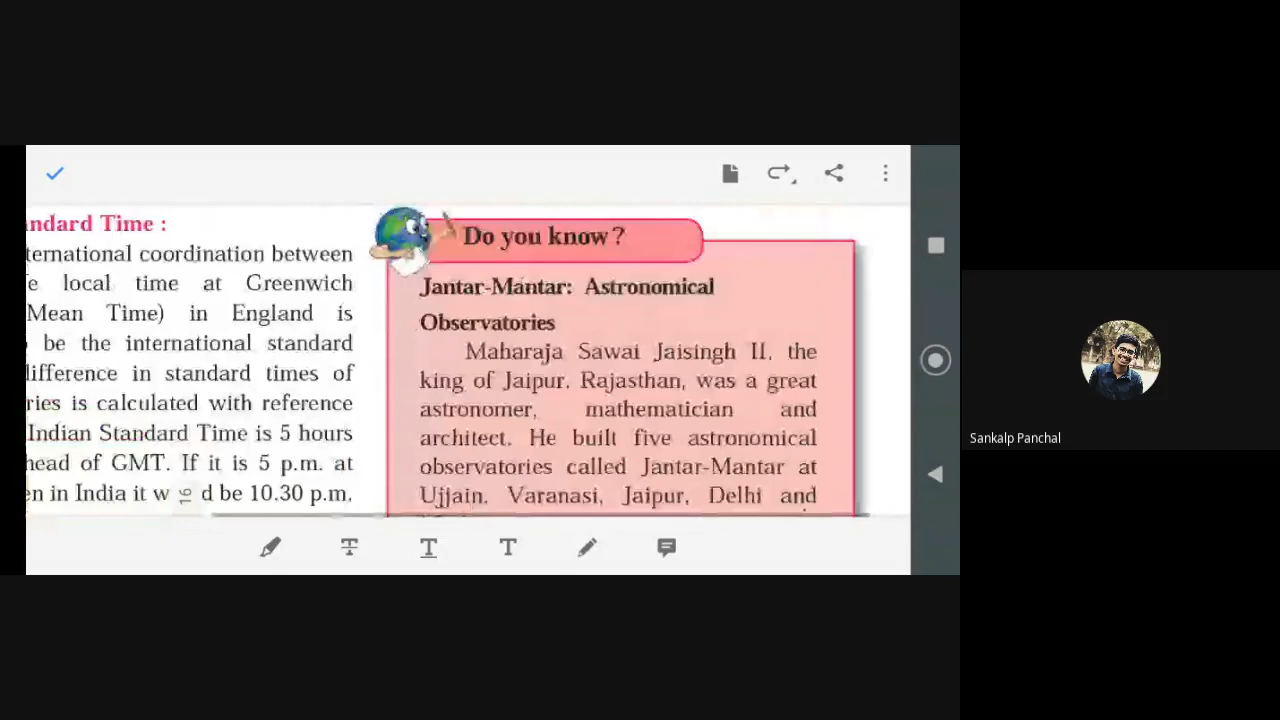 ndard Time :
ternational coordination between
e local time at Greenwich
Mean Time) in England is
be the international standard
ifference in standard times of
ries is calculated with reference
Indian Standard Time is 5 hours
head of GMT. If it is 5 p.m. at
en in India it w 16 d be 10.30 p.m.
Do you know?
Jantar-Mantar: Astronomical
Observatories
Maharaja Sawai Jaisingh II, the
king of Jaipur, Rajasthan, was a great
astronomer, mathematician and
architect. He built five astronomical
observatories called Jantar-Mantar at
Ujjain, Varanasi, Jaipur, Delhi and
T T T
Sankalp Panchal